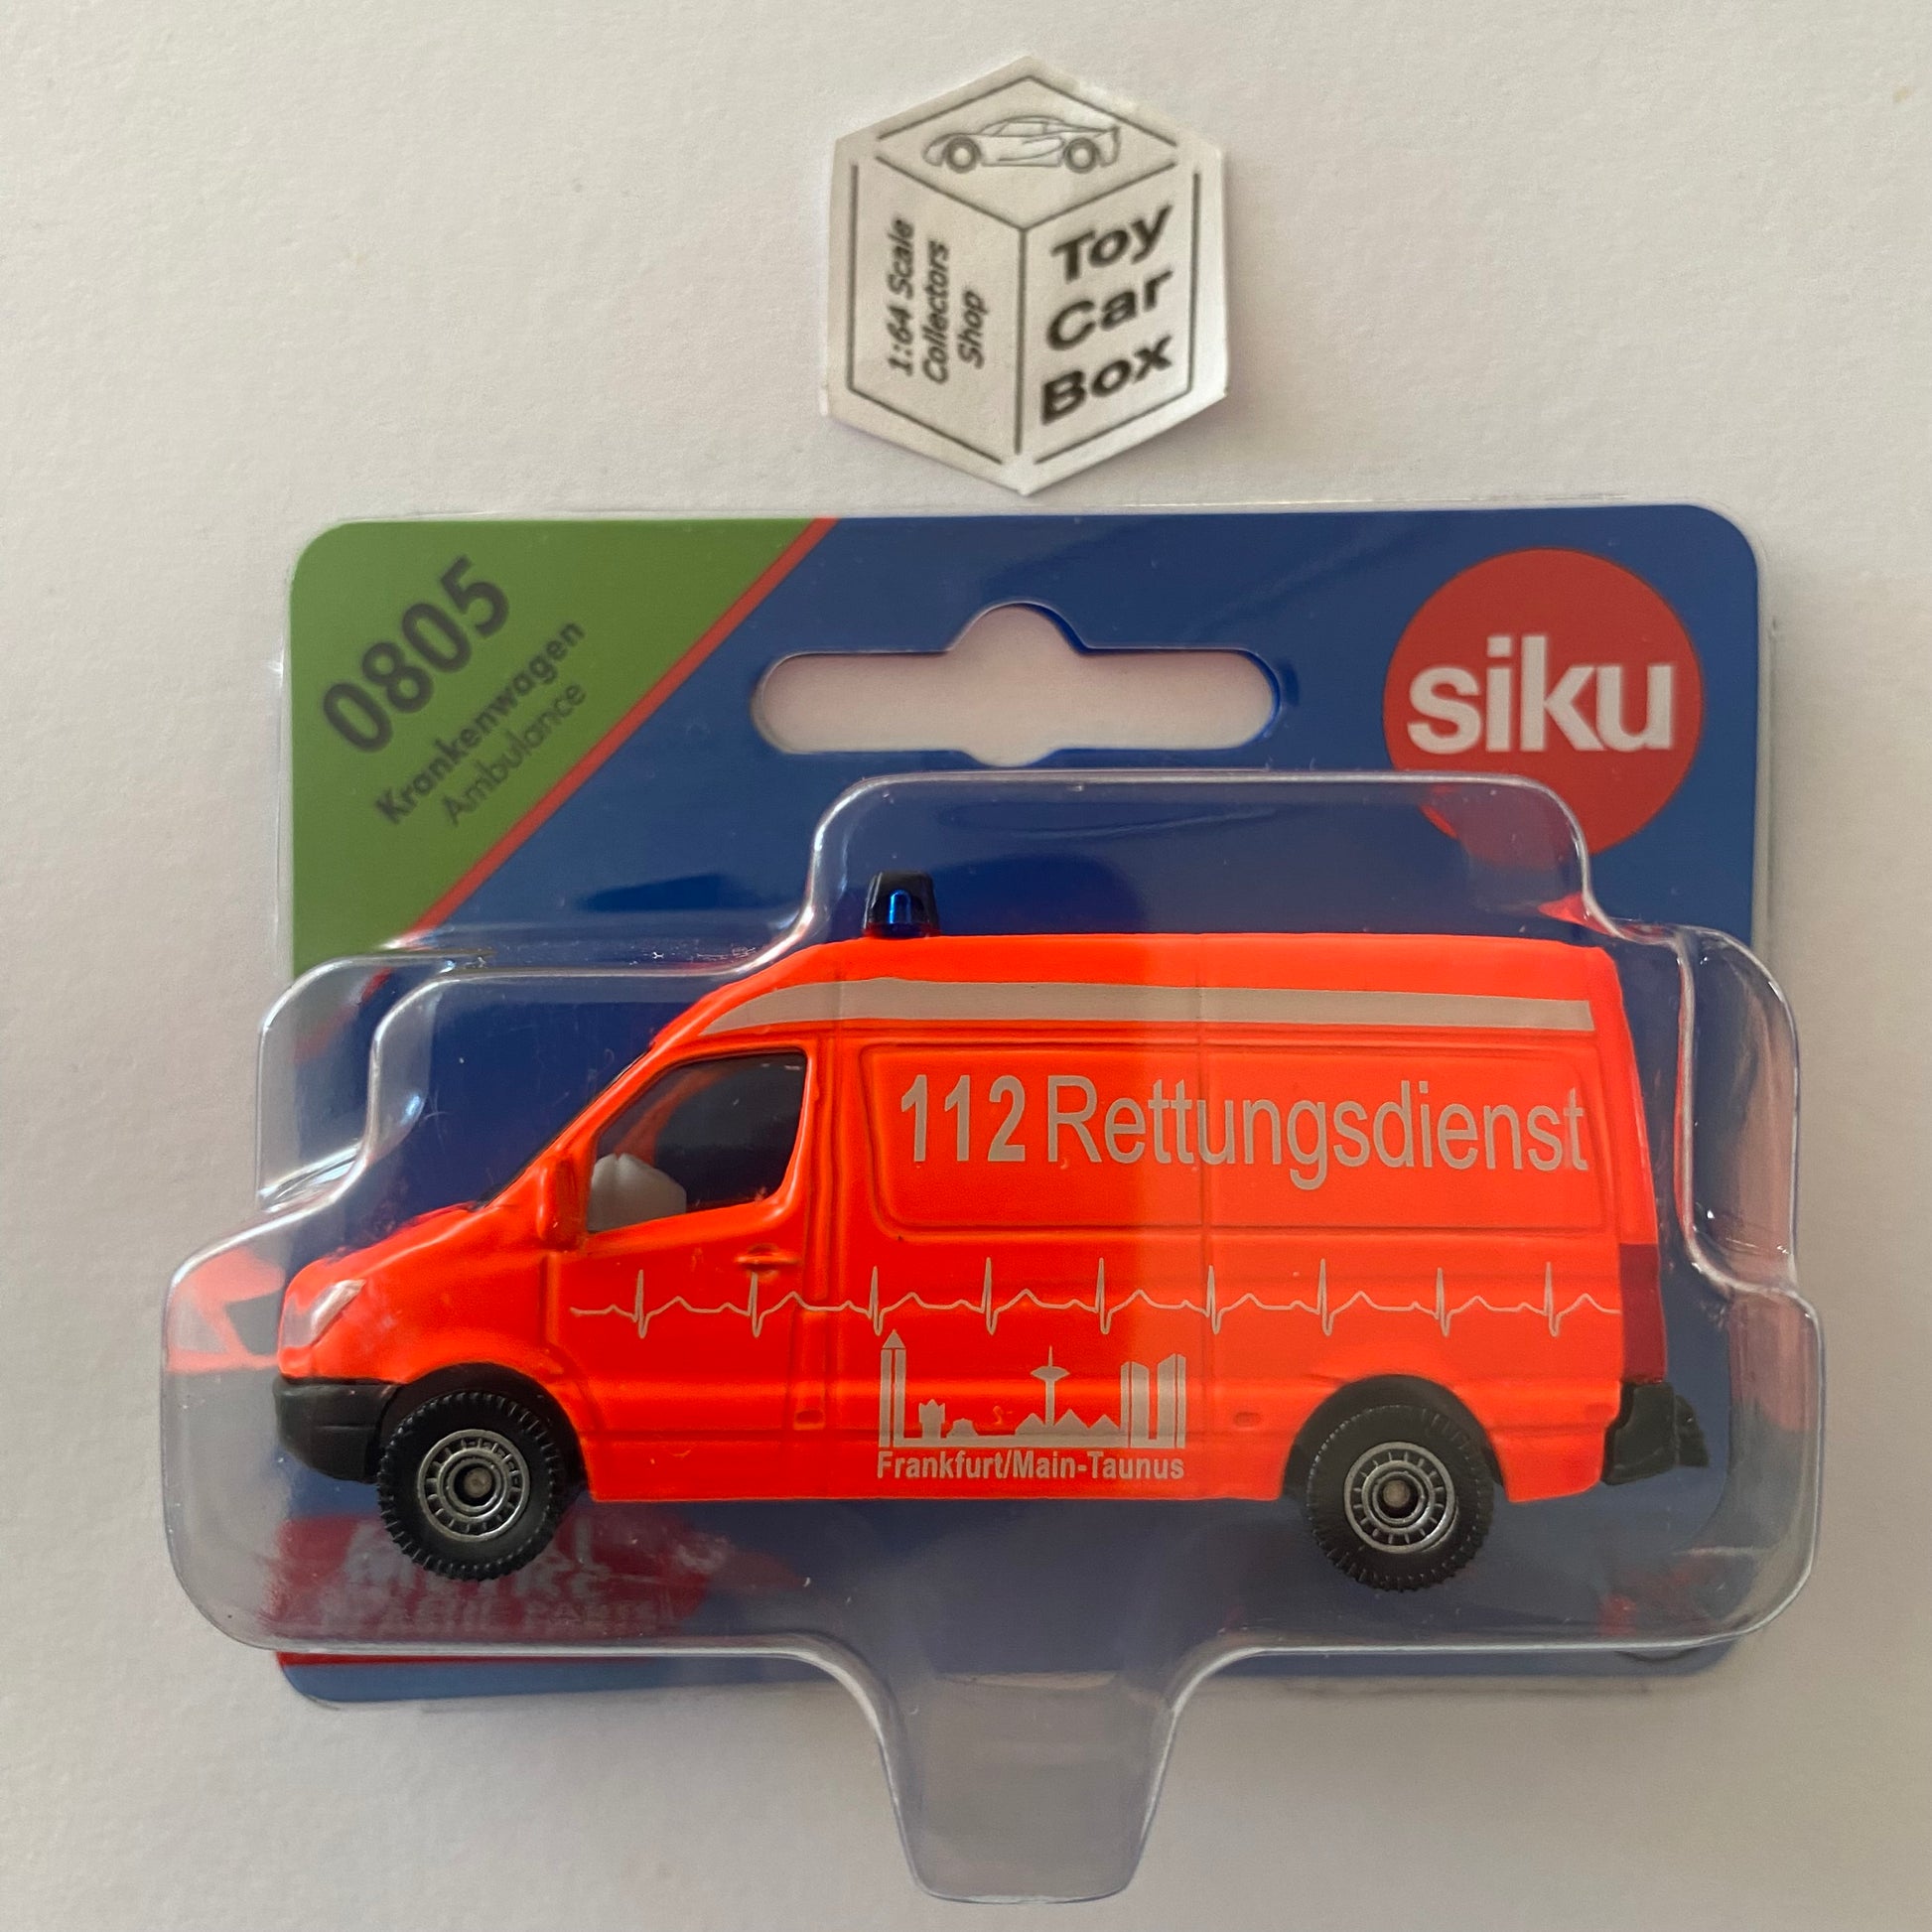 1:64 Scale
Collectors
Shop
Toy
Car
Box
0805
Krankenwagen
Ambulance
siku
112 Rettungsdienst
Frankfurt/Main-Taunus